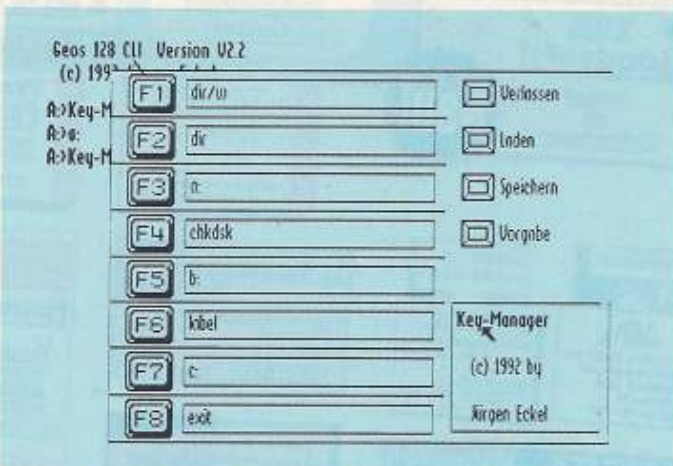 Geos 128 CLI Version V2.2
(c) 199
A:>Key-M
A:>a:
A:>Key-M
F1 dir/w
F2 dir
F3 a:
F4 chkdsk
F5 b:
F6 label
F7 c:
F8 exit
Verlassen
Laden
Speichern
Vorgabe
Key-Manager
(c) 1992 by
Jürgen Eckel